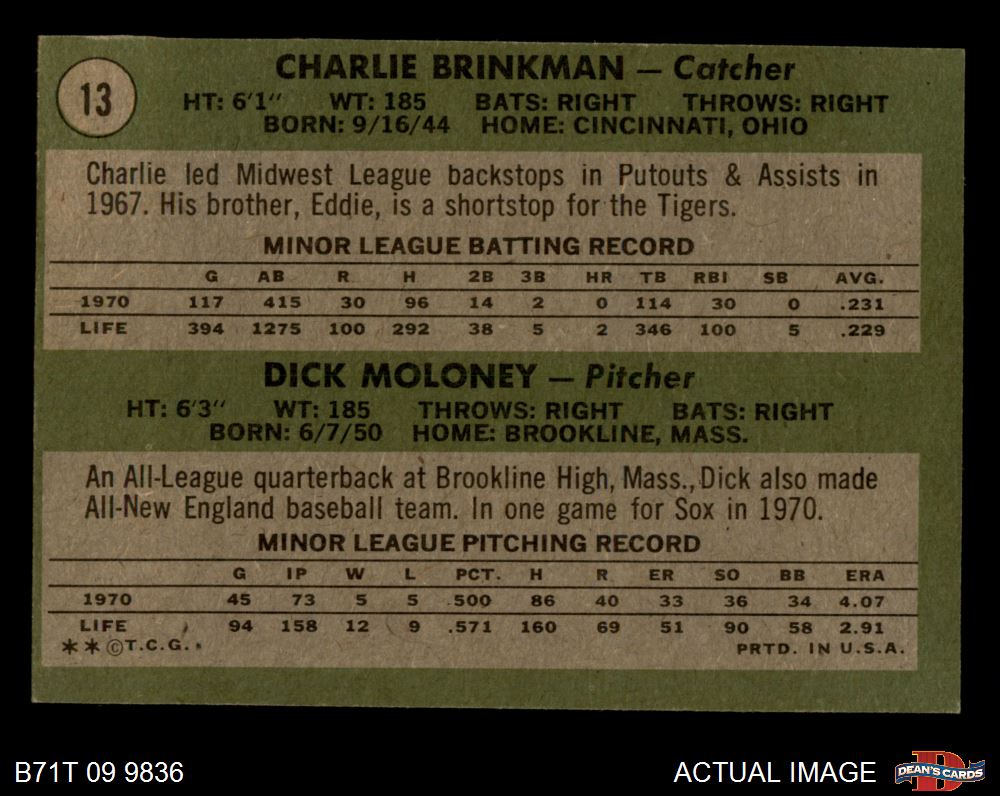 13
CHARLIE BRINKMAN — Catcher
HT: 6'1" WT: 185 BATS: RIGHT THROWS: RIGHT
BORN: 9/16/44 HOME: CINCINNATI, OHIO
Charlie led Midwest League backstops in Putouts & Assists in
1967. His brother, Eddie, is a shortstop for the Tigers.
MINOR LEAGUE BATTING RECORD
G AB R H 2B 3B HR TB RBI SB AVG.
1970 117 415 30 96 14 2 0 114 30 0 .231
LIFE 394 1275 100 292 38 5 2 346 100 5 .229
DICK MOLONEY — Pitcher
HT: 6'3" WT: 185 THROWS: RIGHT BATS: RIGHT
BORN: 6/7/50 HOME: BROOKLINE, MASS.
An All-League quarterback at Brookline High, Mass., Dick also made
All-New England baseball team. In one game for Sox in 1970.
MINOR LEAGUE PITCHING RECORD
G IP W L PCT. H R ER SO BB ERA
1970 45 73 5 5 .500 86 40 33 36 34 4.07
LIFE 94 158 12 9 .571 160 69 51 90 58 2.91
**©T.C.G. PRTD. IN U.S.A.
B71T 09 9836 ACTUAL IMAGE DEAN'S CARDS